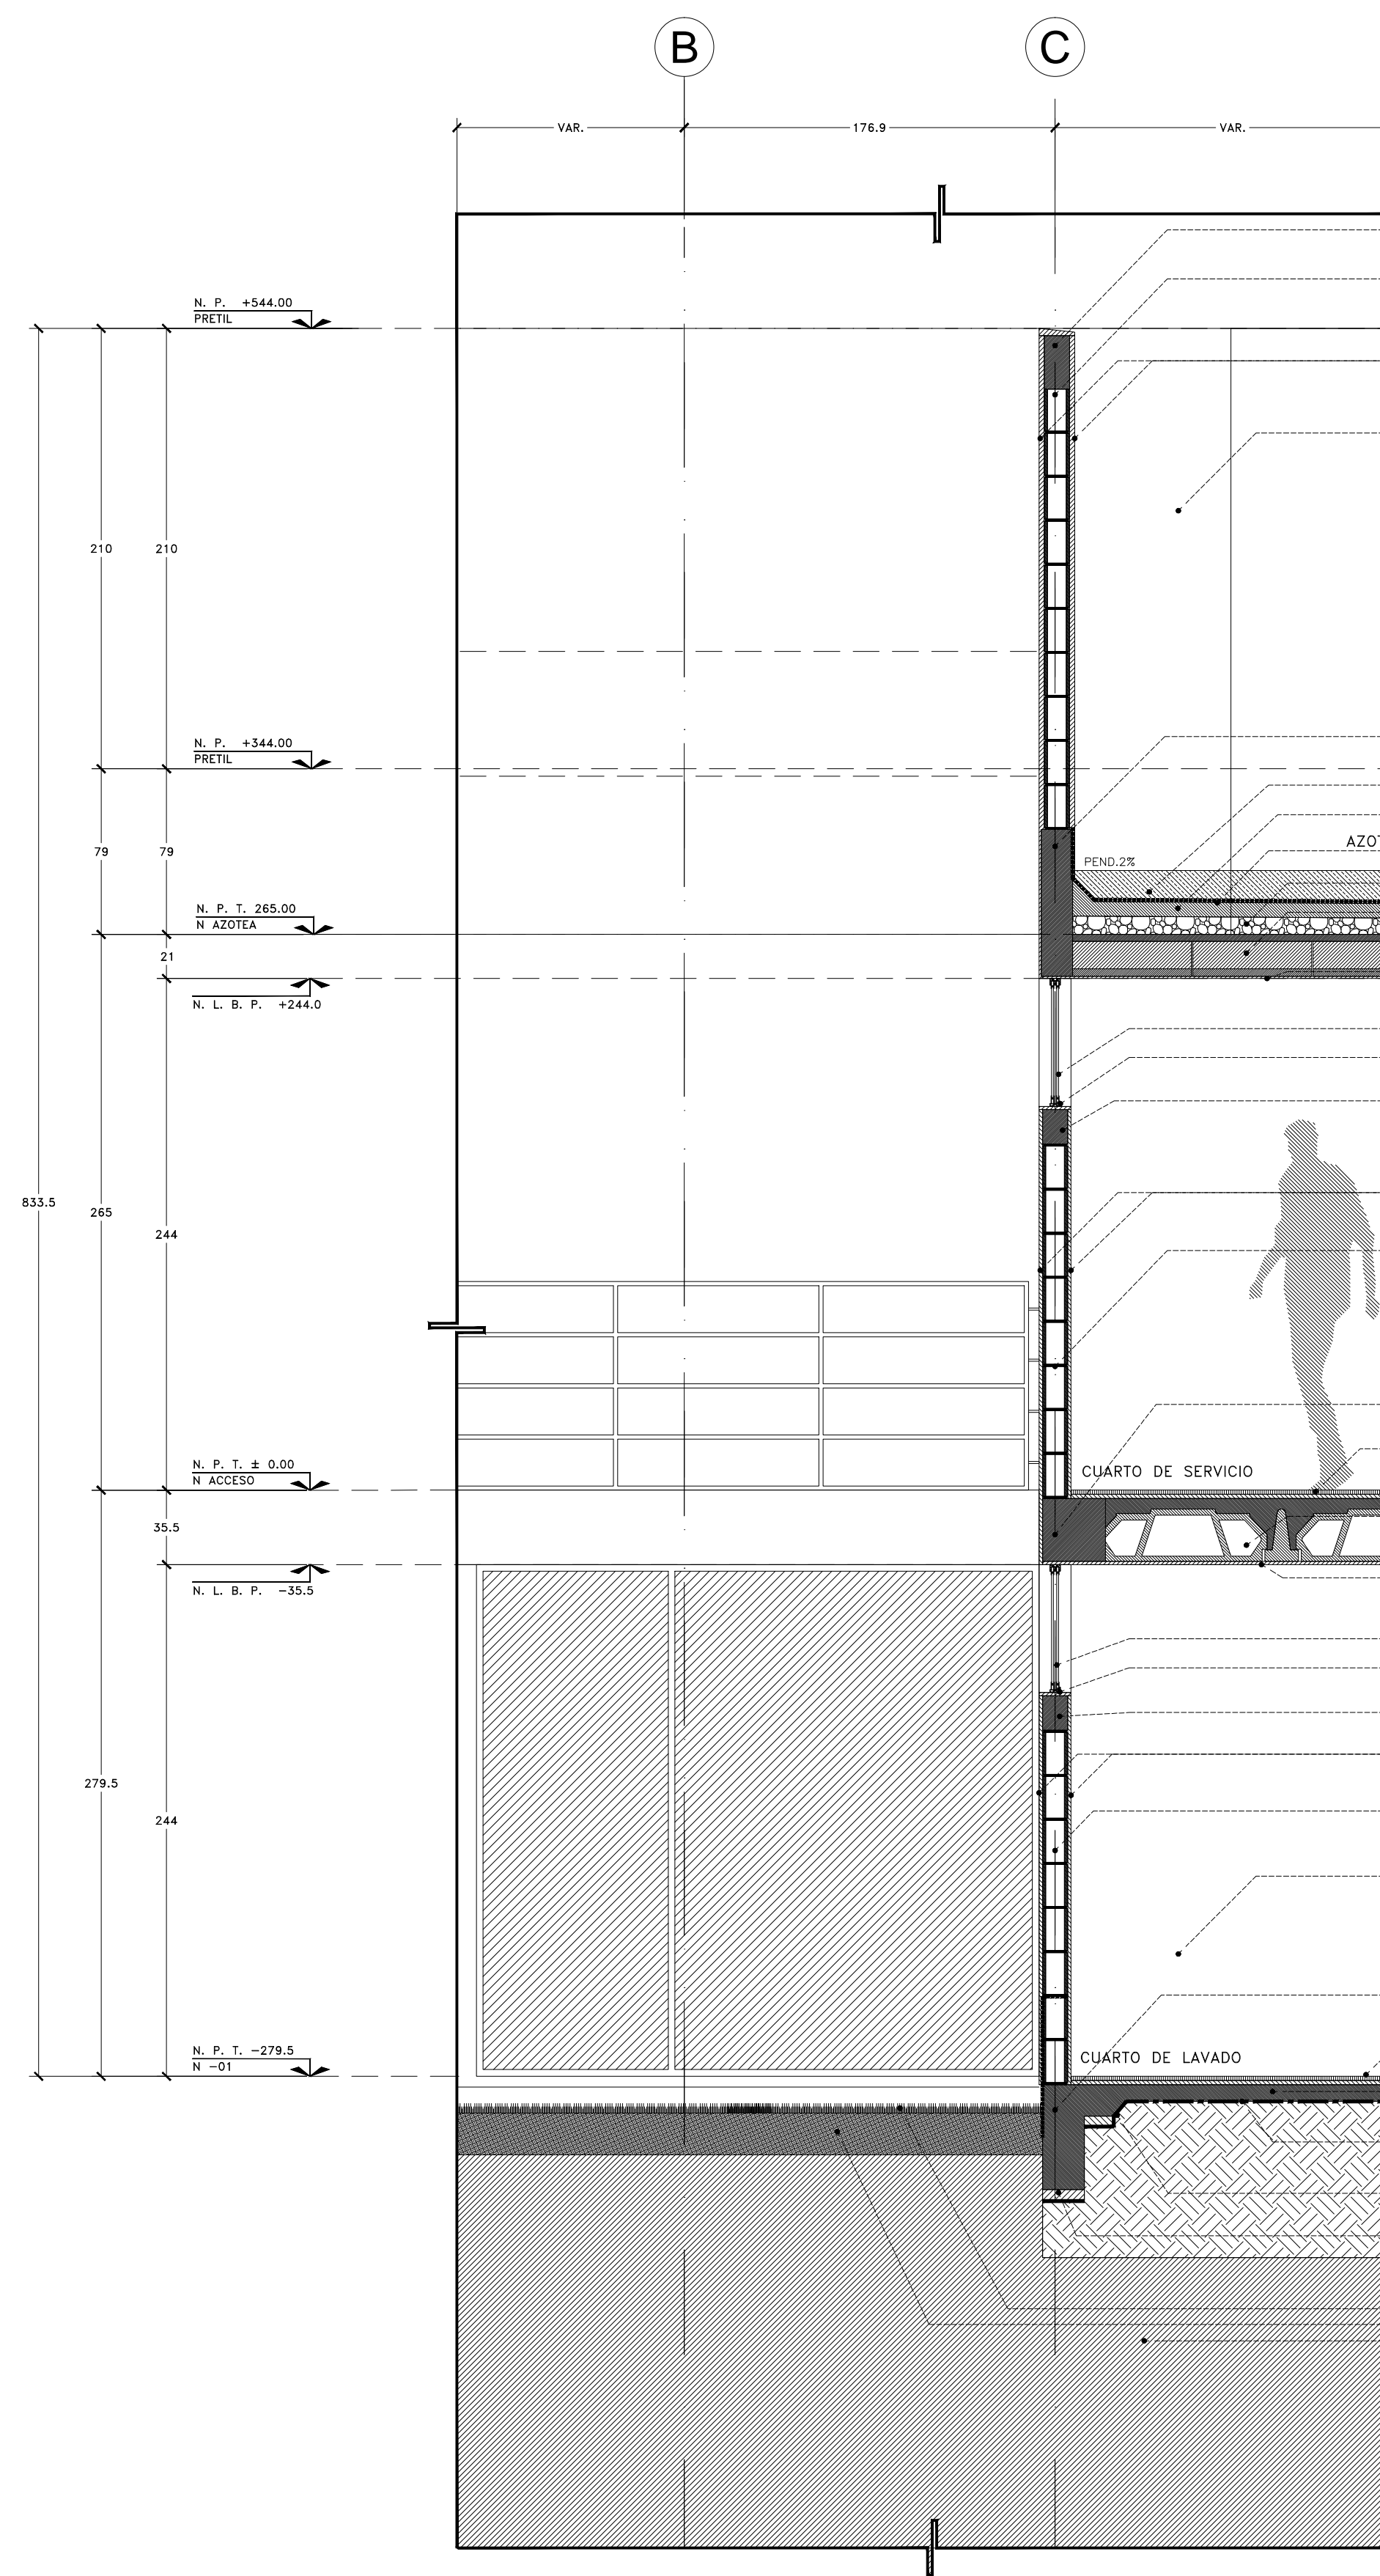 B
C
VAR.
176.9
VAR.
N. P. +544.00
PRETIL
210
210
N. P. +344.00
PRETIL
79
79
AZOT
PEND.2%
N. P. T. 265.00
N AZOTEA
21
N. L. B. P. +244.0
833.5
265
244
N. P. T. ± 0.00
N ACCESO
CUARTO DE SERVICIO
35.5
N. L. B. P. −35.5
279.5
244
N. P. T. −279.5
N −01
CUARTO DE LAVADO